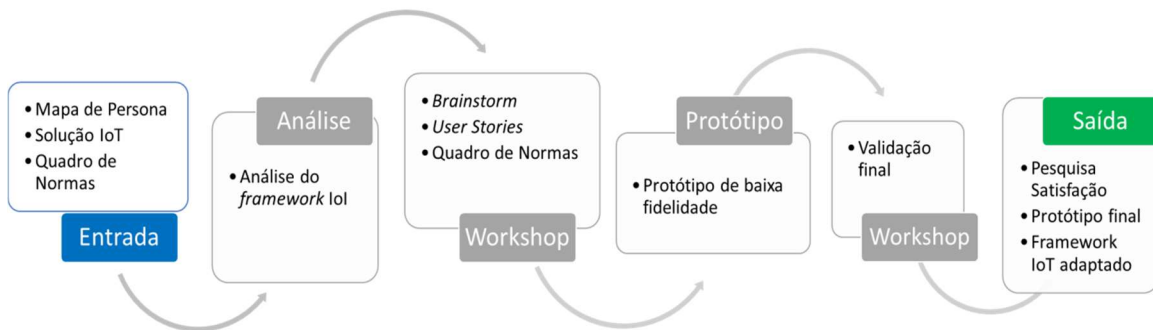 • Mapa de Persona
• Solução IoT
• Quadro de
Normas
Entrada
Análise
• Análise do
framework IoI
• Brainstorm
• User Stories
• Quadro de Normas
Workshop
Protótipo
• Protótipo de baixa
fidelidade
• Validação
final
Workshop
Saída
• Pesquisa
Satisfação
• Protótipo final
• Framework
IoT adaptado